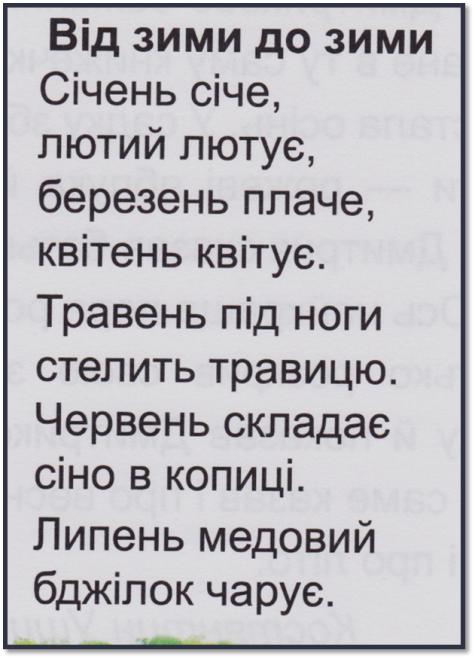 Від зими до зими
Січень січе,
лютий лютує,
березень плаче,
квітень квітує.
Травень під ноги
стелить травицю.
Червень складає
сіно в копиці.
Липень медовий
бджілок чарує.